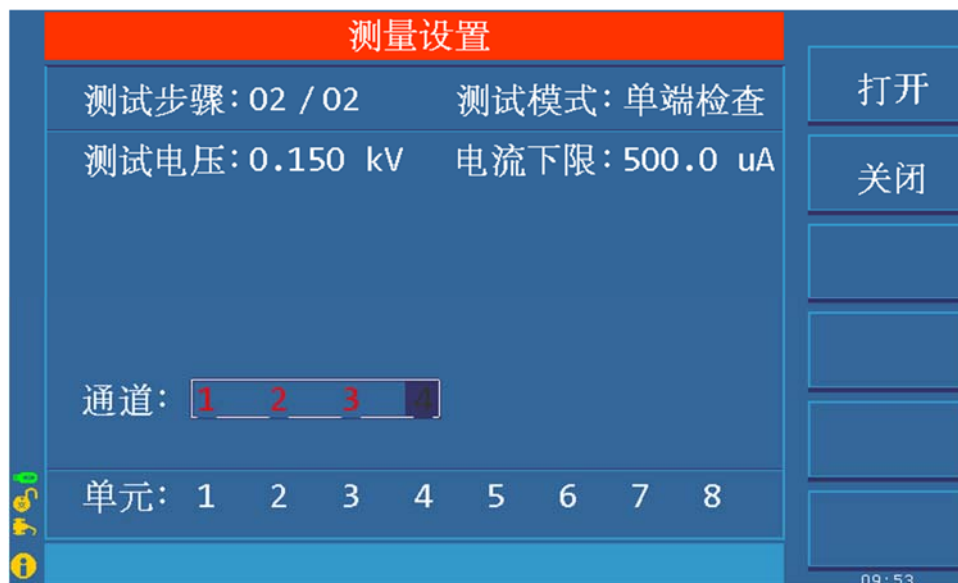 测量设置
测试步骤：02 / 02 测试模式：单端检查
测试电压：0.150 kV 电流下限：500.0 uA
通道： 1 2 3 4
单元： 1 2 3 4 5 6 7 8
打开
关闭
09:53